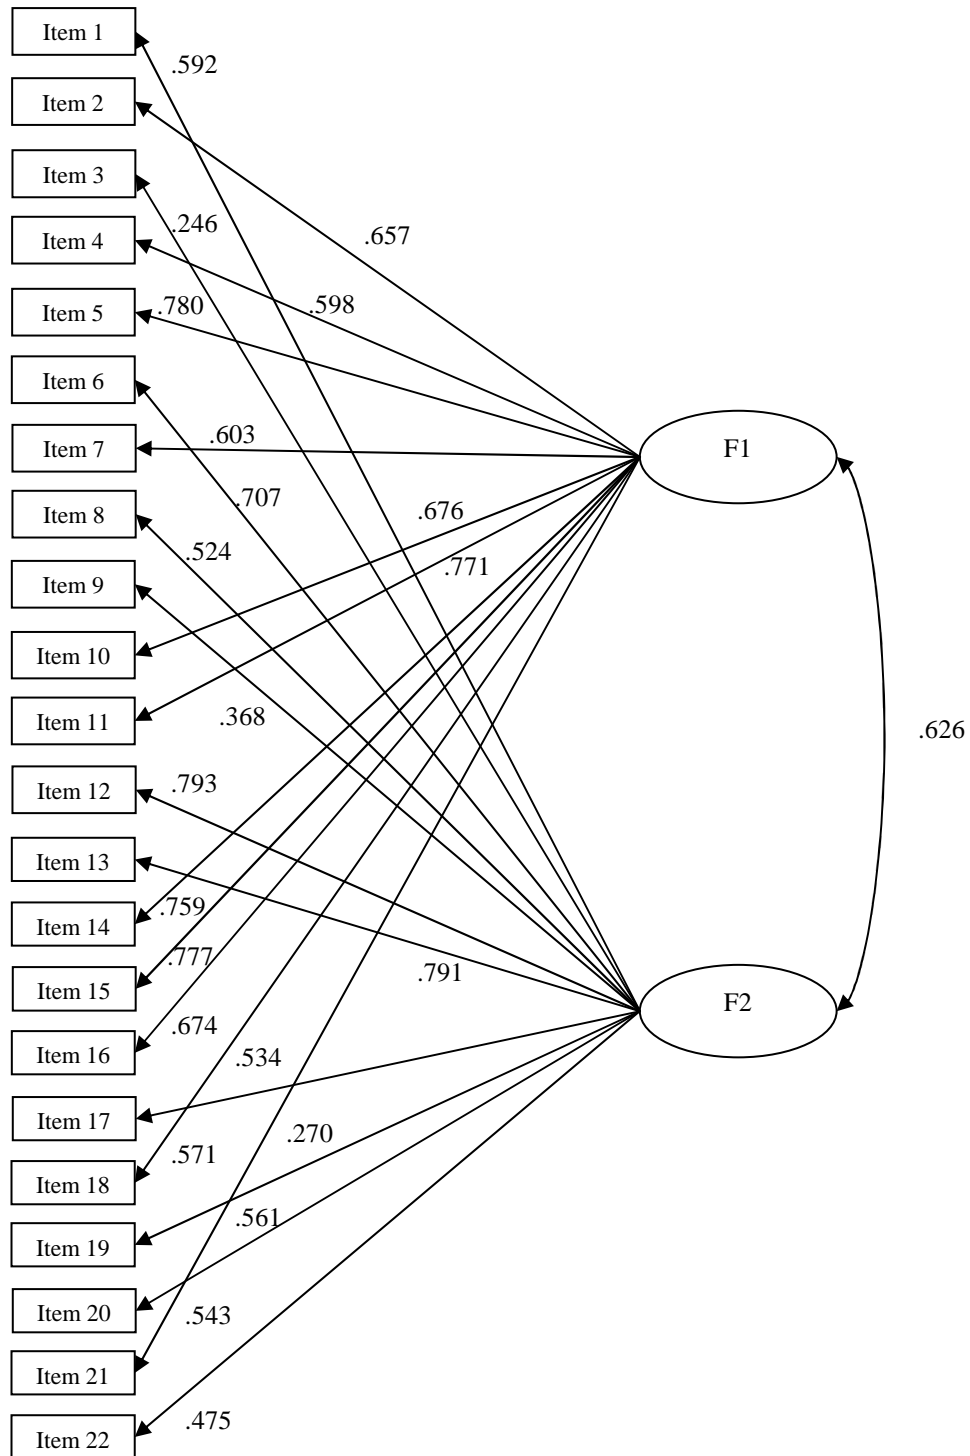 Item 1
.592
Item 2
Item 3
.246
.657
Item 4
.598
Item 5
.780
Item 6
Item 7
.603
F1
.707
.676
Item 8
.524
.771
Item 9
Item 10
Item 11
.368
.626
Item 12
.793
Item 13
.759
Item 14
.777
.791
Item 15
F2
.674
Item 16
.534
Item 17
.270
.571
Item 18
.561
Item 19
Item 20
.543
Item 21
.475
Item 22